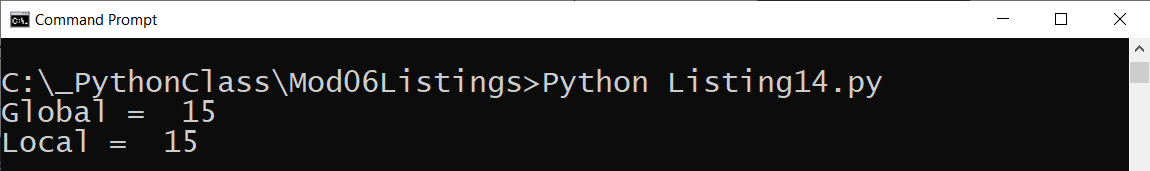 Command Prompt
C:\_PythonClass\Mod06Listings>Python Listing14.py
Global =  15
Local =  15